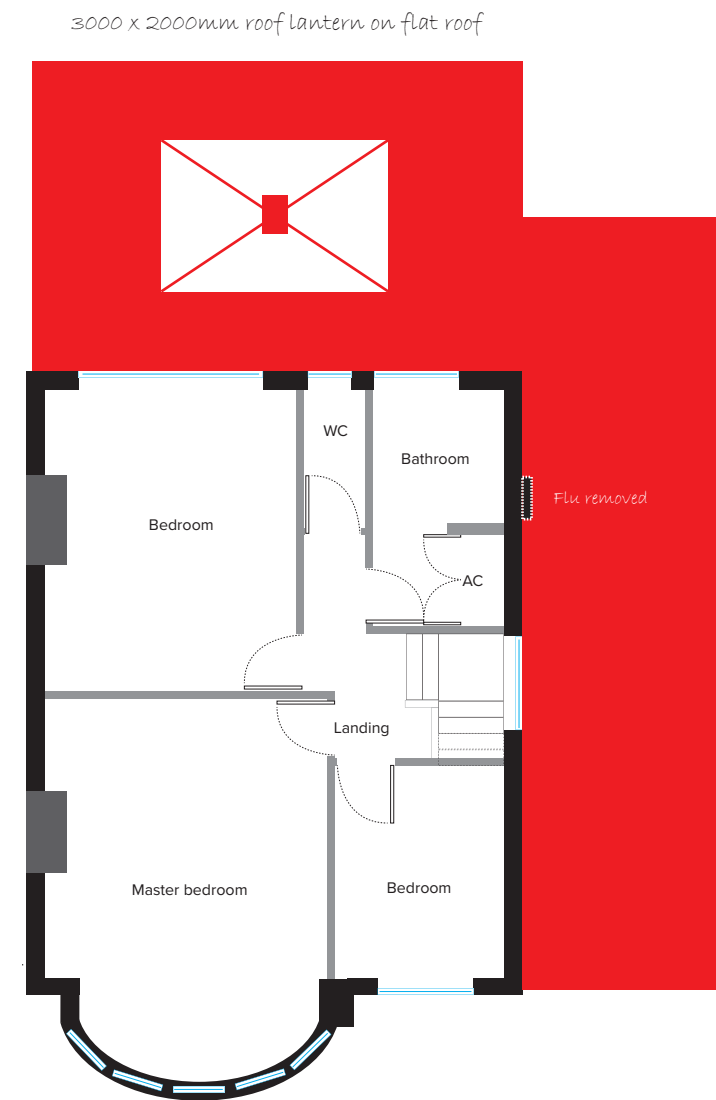 3000 x 2000mm roof lantern on flat roof
WC
Bathroom
Flu removed
Bedroom
AC
Landing
Master bedroom
Bedroom